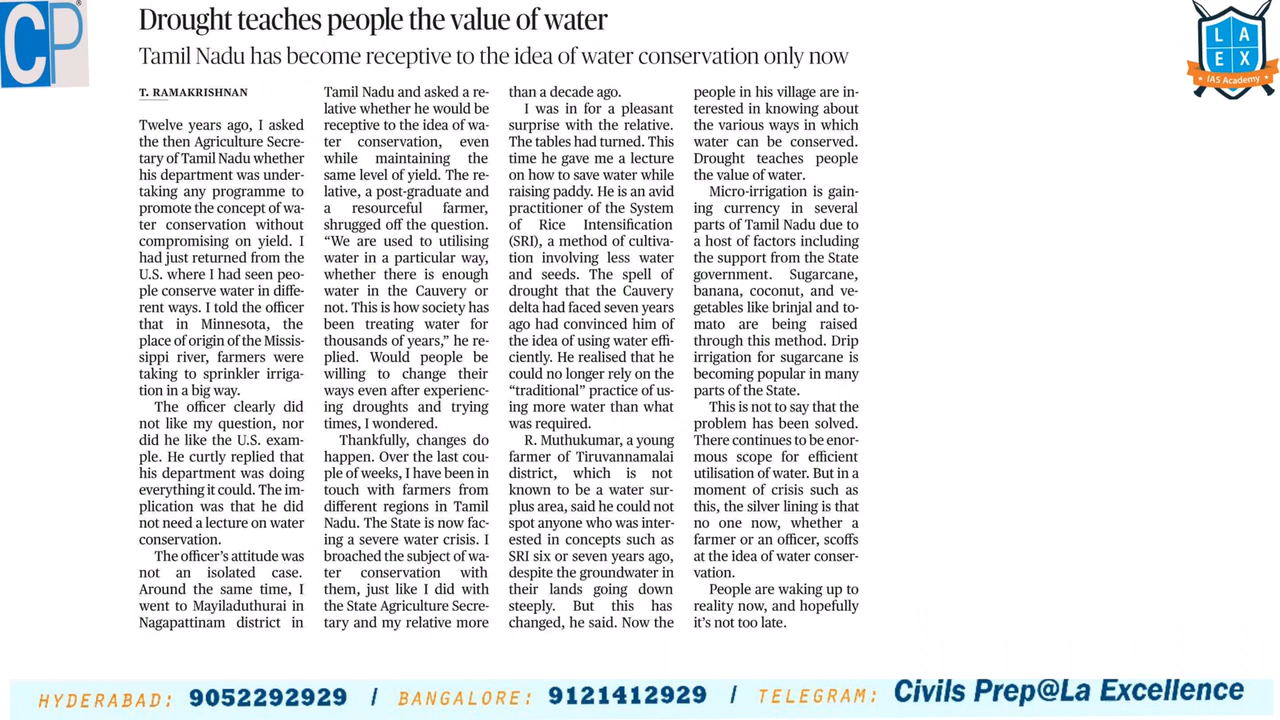 CP
Drought teaches people the value of water
Tamil Nadu has become receptive to the idea of water conservation only now
L A
E X
IAS Academy
T. RAMAKRISHNAN
Twelve years ago, I asked
the then Agriculture Secre-
tary of Tamil Nadu whether
his department was under-
taking any programme to
promote the concept of wa-
ter conservation without
compromising on yield. I
had just returned from the
U.S. where I had seen peo-
ple conserve water in diffe-
rent ways. I told the officer
that in Minnesota, the
place of origin of the Missis-
sippi river, farmers were
taking to sprinkler irriga-
tion in a big way.
The officer clearly did
not like my question, nor
did he like the U.S. exam-
ple. He curtly replied that
his department was doing
everything it could. The im-
plication was that he did
not need a lecture on water
conservation.
The officer's attitude was
not an isolated case.
Around the same time, I
went to Mayiladuthurai in
Nagapattinam district in
Tamil Nadu and asked a re-
lative whether he would be
receptive to the idea of wa-
ter conservation, even
while maintaining the
same level of yield. The re-
lative, a post-graduate and
a resourceful farmer,
shrugged off the question.
“We are used to utilising
water in a particular way,
whether there is enough
water in the Cauvery or
not. This is how society has
been treating water for
thousands of years,” he re-
plied. Would people be
willing to change their
ways even after experienc-
ing droughts and trying
times, I wondered.
Thankfully, changes do
happen. Over the last cou-
ple of weeks, I have been in
touch with farmers from
different regions in Tamil
Nadu. The State is now fac-
ing a severe water crisis. I
broached the subject of wa-
ter conservation with
them, just like I did with
the State Agriculture Secre-
tary and my relative more
than a decade ago.
I was in for a pleasant
surprise with the relative.
The tables had turned. This
time he gave me a lecture
on how to save water while
raising paddy. He is an avid
practitioner of the System
of Rice Intensification
(SRI), a method of cultiva-
tion involving less water
and seeds. The spell of
drought that the Cauvery
delta had faced seven years
ago had convinced him of
the idea of using water effi-
ciently. He realised that he
could no longer rely on the
“traditional” practice of us-
ing more water than what
was required.
R. Muthukumar, a young
farmer of Tiruvannamalai
district, which is not
known to be a water sur-
plus area, said he could not
spot anyone who was inter-
ested in concepts such as
SRI six or seven years ago,
despite the groundwater in
their lands going down
steeply. But this has
changed, he said. Now the
people in his village are in-
terested in knowing about
the various ways in which
water can be conserved.
Drought teaches people
the value of water.
Micro-irrigation is gain-
ing currency in several
parts of Tamil Nadu due to
a host of factors including
the support from the State
government. Sugarcane,
banana, coconut, and ve-
getables like brinjal and to-
mato are being raised
through this method. Drip
irrigation for sugarcane is
becoming popular in many
parts of the State.
This is not to say that the
problem has been solved.
There continues to be enor-
mous scope for efficient
utilisation of water. But in a
moment of crisis such as
this, the silver lining is that
no one now, whether a
farmer or an officer, scoffs
at the idea of water conser-
vation.
People are waking up to
reality now, and hopefully
it's not too late.
HYDERABAD: 9052292929 / BANGALORE: 9121412929 / TELEGRAM: Civils Prep@La Excellence